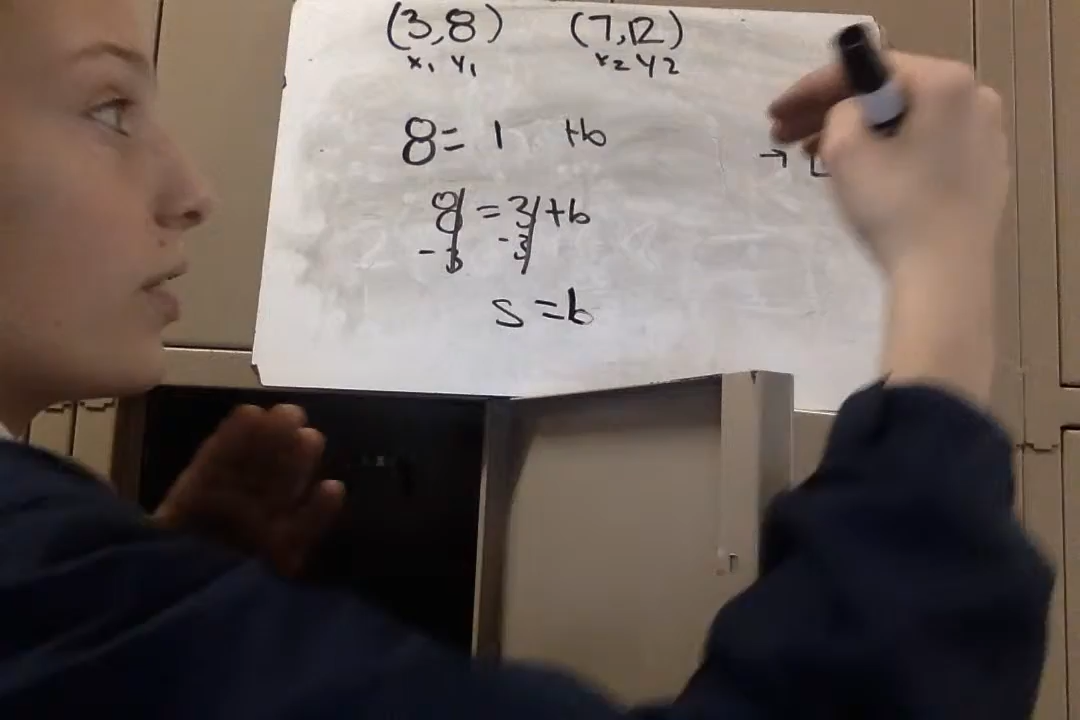 (3,8) (7,12)
x₁ y₁ x₂ y₂
8 = 1 +b
8 = 3 + b
-3 -3
5 = b
→